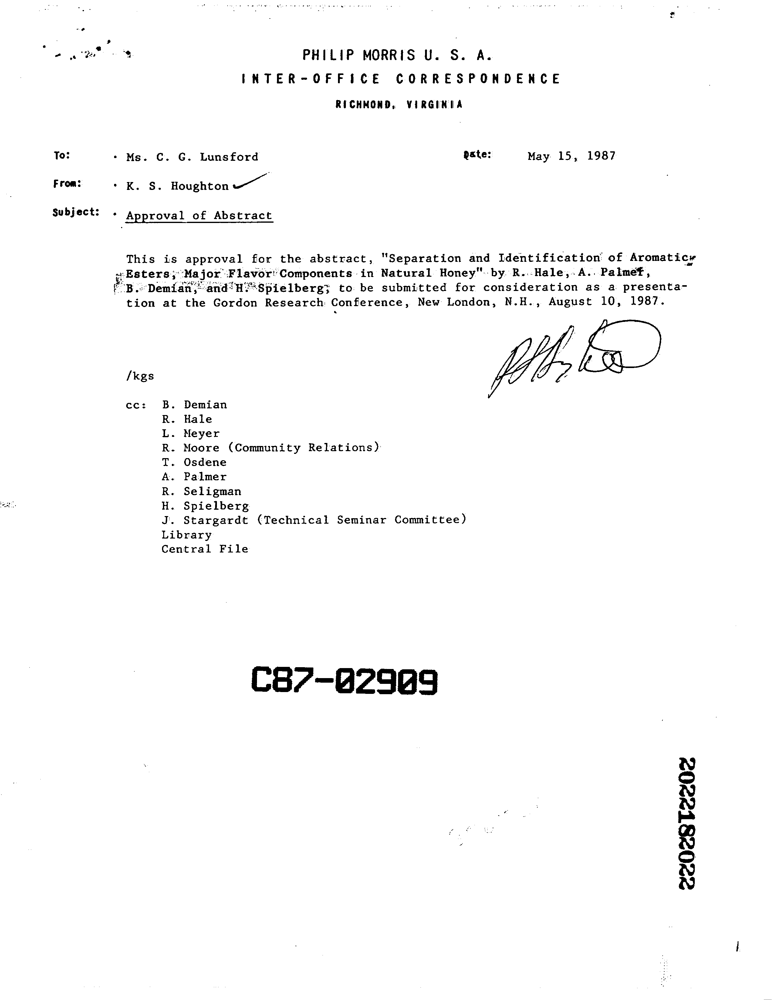 PHILIP MORRIS U. S. A.
INTER-OFFICE CORRESPONDENCE
RICHMOND, VIRGINIA
To: · Ms. C. G. Lunsford Date: May 15, 1987
From: · K. S. Houghton
Subject: · Approval of Abstract
This is approval for the abstract, "Separation and Identification of Aromatic
Esters, Major Flavor Components in Natural Honey" by R. Hale, A. Palmer,
B. Demian, and H. Spielberg, to be submitted for consideration as a presenta-
tion at the Gordon Research Conference, New London, N.H., August 10, 1987.
/kgs
cc: B. Demian
R. Hale
L. Meyer
R. Moore (Community Relations)
T. Osdene
A. Palmer
R. Seligman
H. Spielberg
J. Stargardt (Technical Seminar Committee)
Library
Central File
C87-02909
2022182022